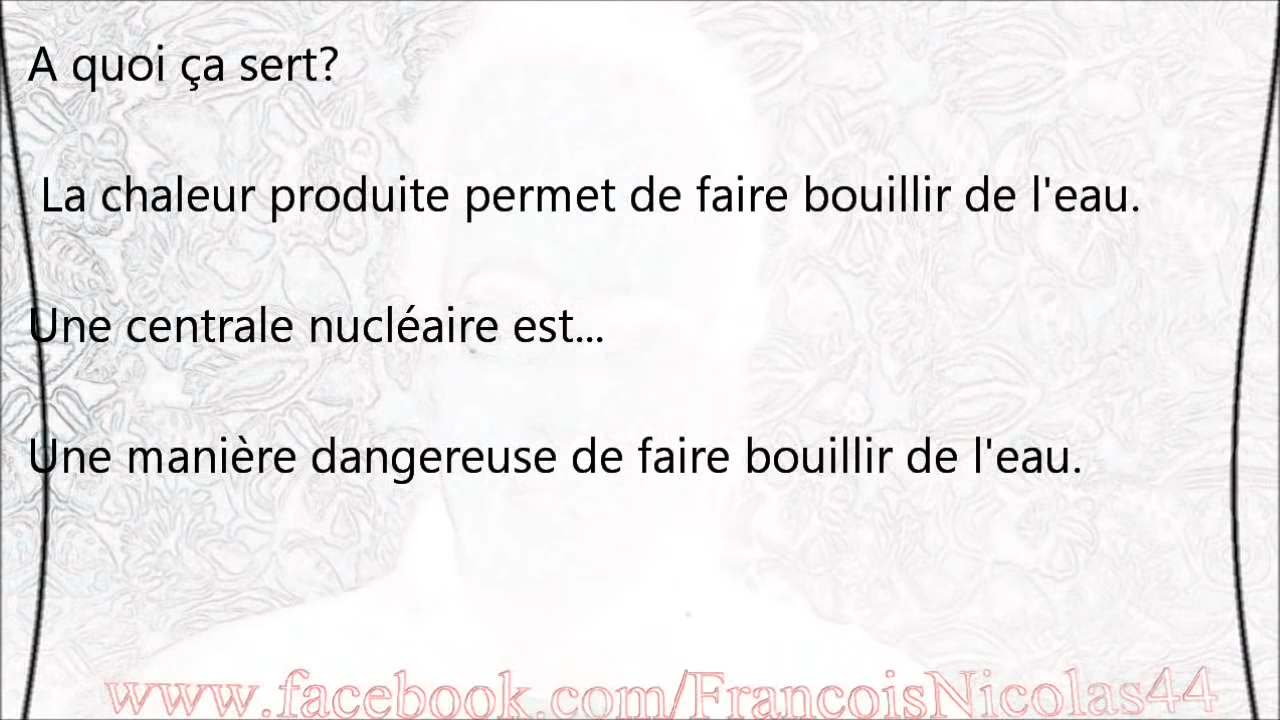 A quoi ça sert?
La chaleur produite permet de faire bouillir de l'eau.
Une centrale nucléaire est...
Une manière dangereuse de faire bouillir de l'eau.
www.facebook.com/FrancoisNicolas44